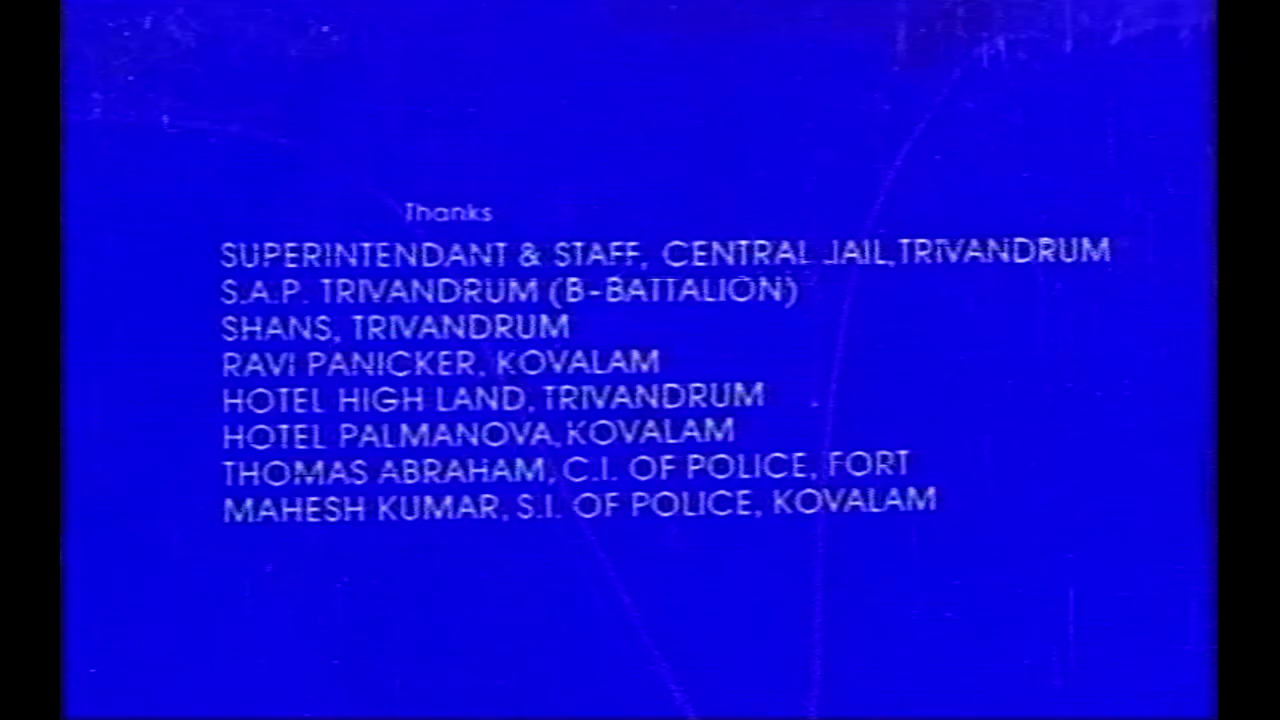 Thanks
SUPERINTENDANT & STAFF, CENTRAL JAIL, TRIVANDRUM
S.A.P. TRIVANDRUM (B-BATTALION)
SHANS, TRIVANDRUM
RAVI PANICKER, KOVALAM
HOTEL HIGH LAND, TRIVANDRUM
HOTEL PALMANOVA, KOVALAM
THOMAS ABRAHAM, C.I. OF POLICE, FORT
MAHESH KUMAR, S.I. OF POLICE, KOVALAM